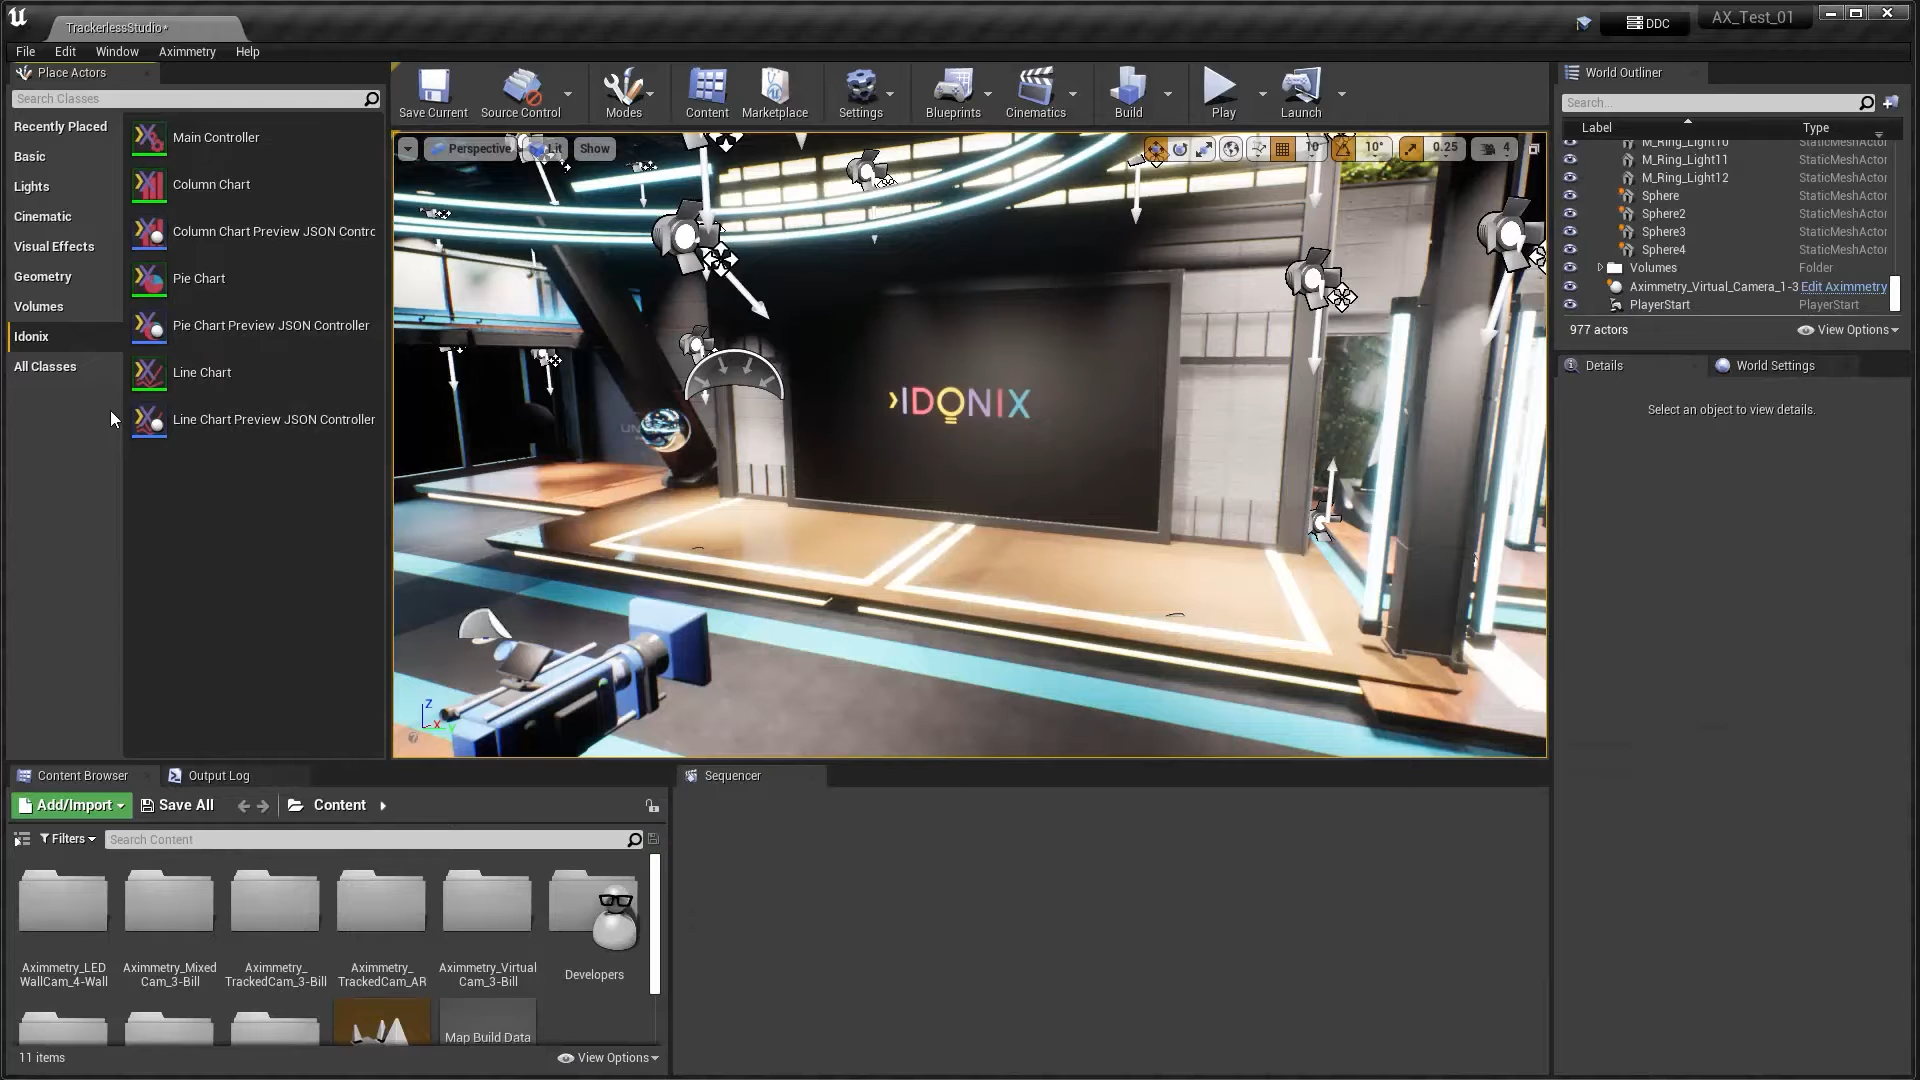 TrackerlessStudio*
DDC
AX_Test_01
File
Edit
Window
Aximmetry
Help
Place Actors
Search Classes
Recently Placed
Basic
Lights
Cinematic
Visual Effects
Geometry
Volumes
Idonix
All Classes
Main Controller
Column Chart
Column Chart Preview JSON Contro
Pie Chart
Pie Chart Preview JSON Controller
Line Chart
Line Chart Preview JSON Controller
Save Current
Source Control
Modes
Content
Marketplace
Settings
Blueprints
Cinematics
Build
Play
Launch
Perspective
Lit
Show
10
10°
0.25
4
›IDONIX
Z
X
Y
World Outliner
Search...
Label
Type
M_Ring_Light10
StaticMeshActor
M_Ring_Light11
StaticMeshActor
M_Ring_Light12
StaticMeshActor
Sphere
StaticMeshActor
Sphere2
StaticMeshActor
Sphere3
StaticMeshActor
Sphere4
StaticMeshActor
Volumes
Folder
Aximmetry_Virtual_Camera_1-3
Edit Aximmetry
PlayerStart
PlayerStart
977 actors
View Options
Details
World Settings
Select an object to view details.
Content Browser
Output Log
Add/Import
Save All
Content
Filters
Search Content
Aximmetry_LED
WallCam_4-Wall
Aximmetry_Mixed
Cam_3-Bill
Aximmetry_
TrackedCam_3-Bill
Aximmetry_
TrackedCam_AR
Aximmetry_Virtual
Cam_3-Bill
Developers
Map Build Data
11 items
View Options
Sequencer